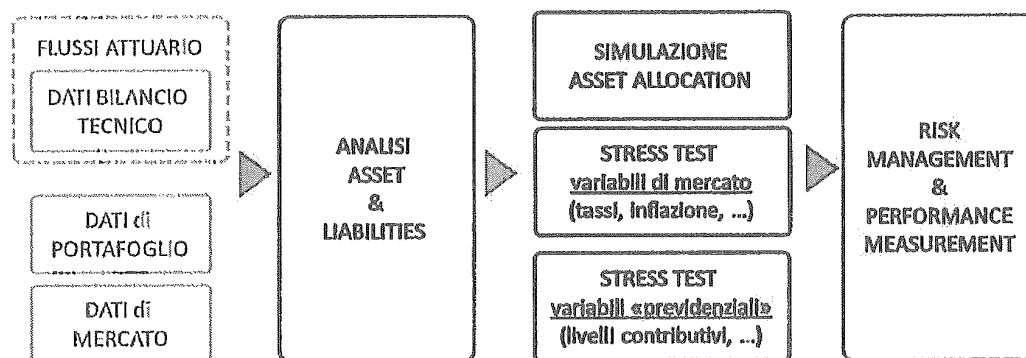 FLUSSI ATTUARIO
DATI BILANCIO
TECNICO
DATI di
PORTAFOGLIO
DATI di
MERCATO
ANALISI
ASSET
&
LIABILITIES
SIMULAZIONE
ASSET ALLOCATION
STRESS TEST
variabili di mercato
(tassi, inflazione, ...)
STRESS TEST
variabili «previdenziali»
(livelli contributivi, ...)
RISK
MANAGEMENT
&
PERFORMANCE
MEASUREMENT